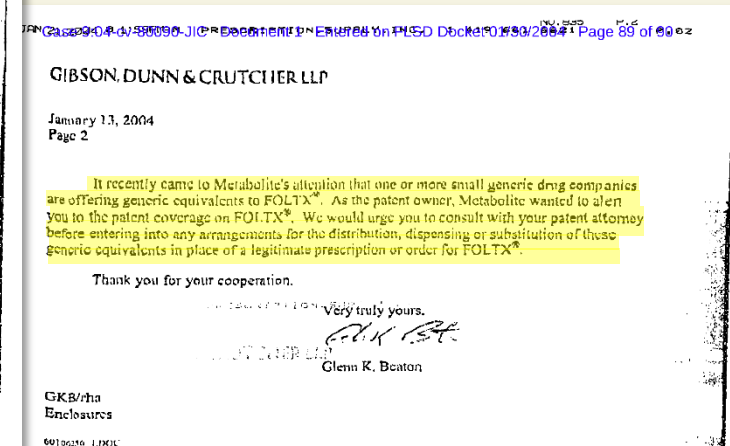 Case 9:04-cv-80090-JIC Document 1 Entered on FLSD Docket 01/30/2004 Page 89 of 90
NO.835 P.2
GIBSON, DUNN & CRUTCHER LLP
January 13, 2004
Page 2
It recently came to Metabolite's attention that one or more small generic drug companies
are offering generic equivalents to FOLTX®. As the patent owner, Metabolite wanted to alert
you to the patent coverage on FOLTX®. We would urge you to consult with your patent attorney
before entering into any arrangements for the distribution, dispensing or substitution of these
generic equivalents in place of a legitimate prescription or order for FOLTX®.
Thank you for your cooperation.
Very truly yours,
Glenn K. Beaton
GKB/rha
Enclosures